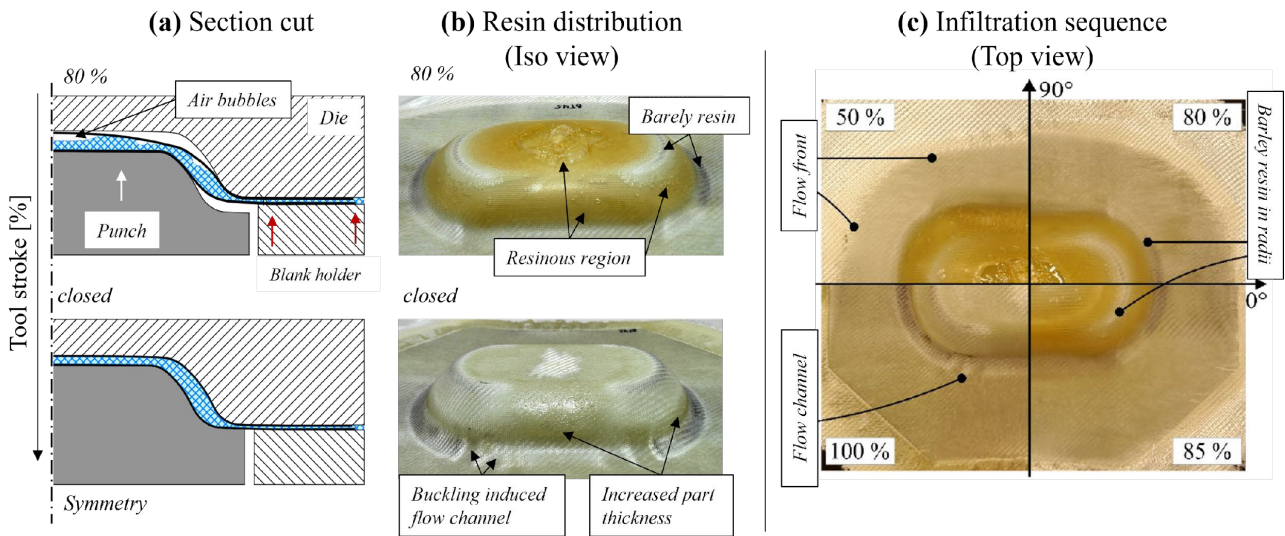 (a) Section cut
80 %
Air bubbles
Die
Punch
Blank holder
Tool stroke [%]
closed
Symmetry
(b) Resin distribution
(Iso view)
80 %
Barely resin
Resinous region
Buckling induced
flow channel
Increased part
thickness
(c) Infiltration sequence
(Top view)
90°
50 %
80 %
Flow front
Barley resin in radii
0°
Flow channel
100 %
85 %